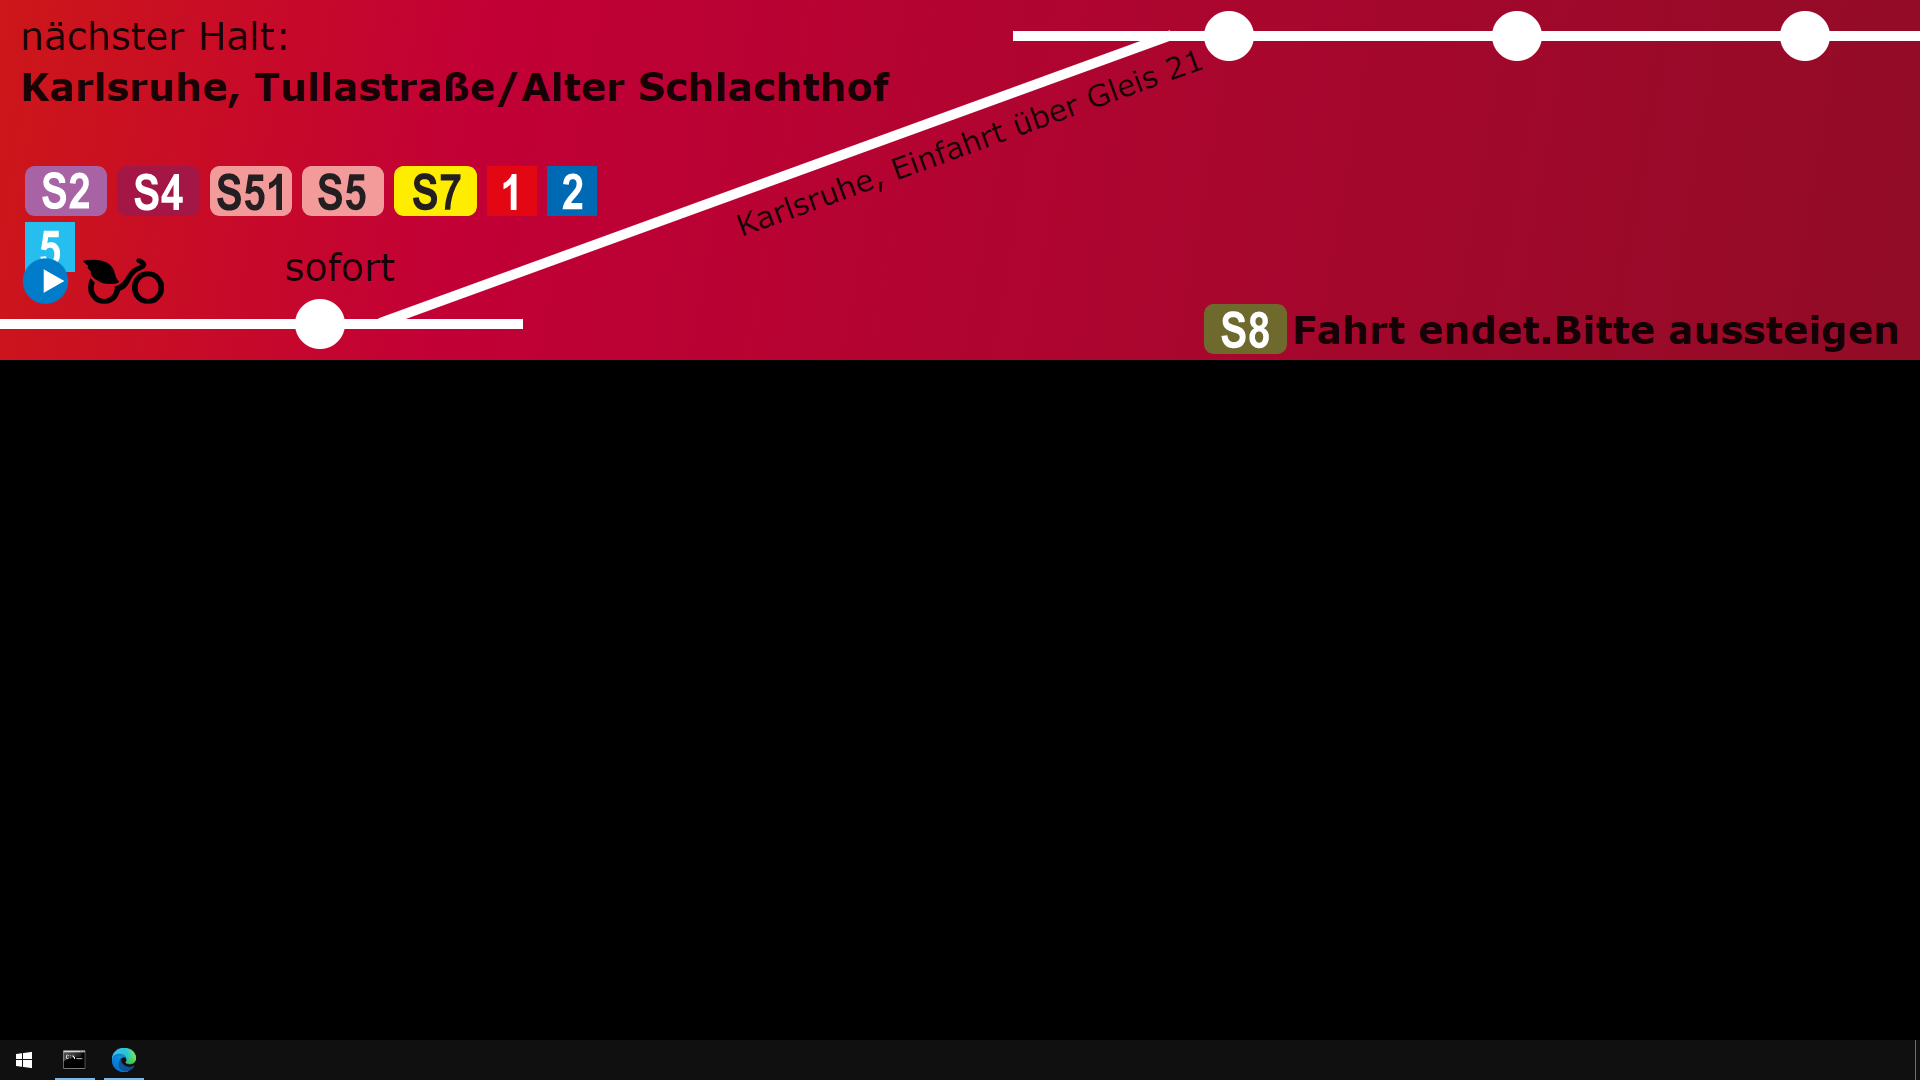 nächster Halt:
Karlsruhe, Tullastraße/Alter Schlachthof
Karlsruhe, Einfahrt über Gleis 21
S2 S4 S51 S5 S7 1 2
5
sofort
S8 Fahrt endet.Bitte aussteigen